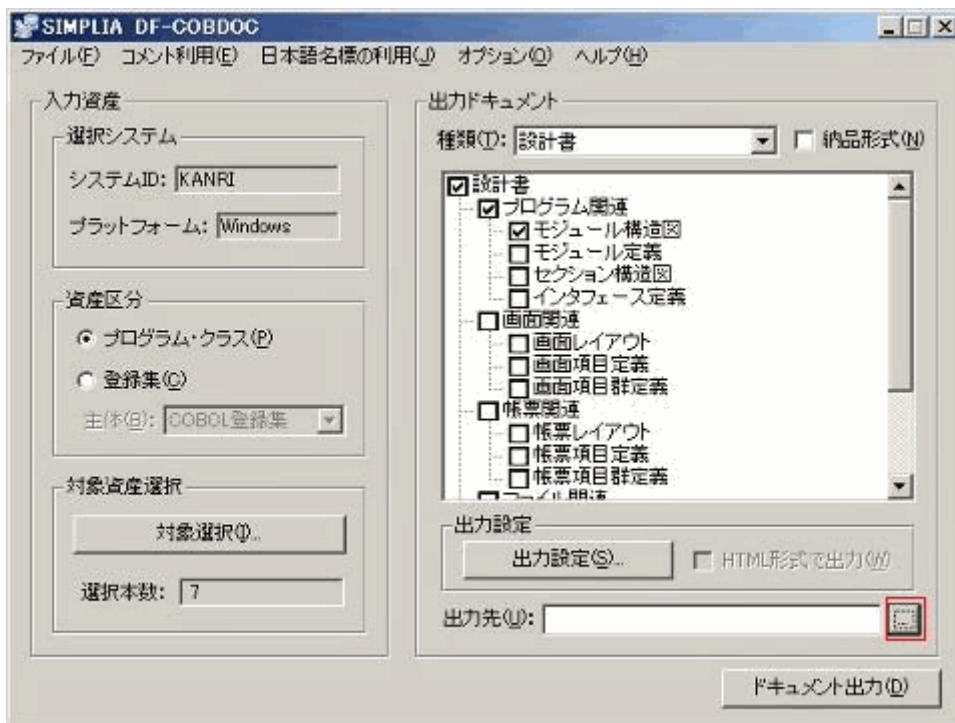 SIMPLIA DF-COBDOC
ファイル(F) コメント利用(E) 日本語名標の利用(J) オプション(O) ヘルプ(H)
入力資産
選択システム
システムID: KANRI
プラットフォーム: Windows
資産区分
プログラム・クラス(P)
登録集(C)
主体(B): COBOL登録集
対象資産選択
対象選択(I)...
選択本数: 7
出力ドキュメント
種類(T): 設計書 納品形式(N)
設計書
プログラム関連
モジュール構造図
モジュール定義
セクション構造図
インタフェース定義
画面関連
画面レイアウト
画面項目定義
画面項目群定義
帳票関連
帳票レイアウト
帳票項目定義
帳票項目群定義
ファイル関連
出力設定
出力設定(S)... HTML形式で出力(W)
出力先(U): ...
ドキュメント出力(D)